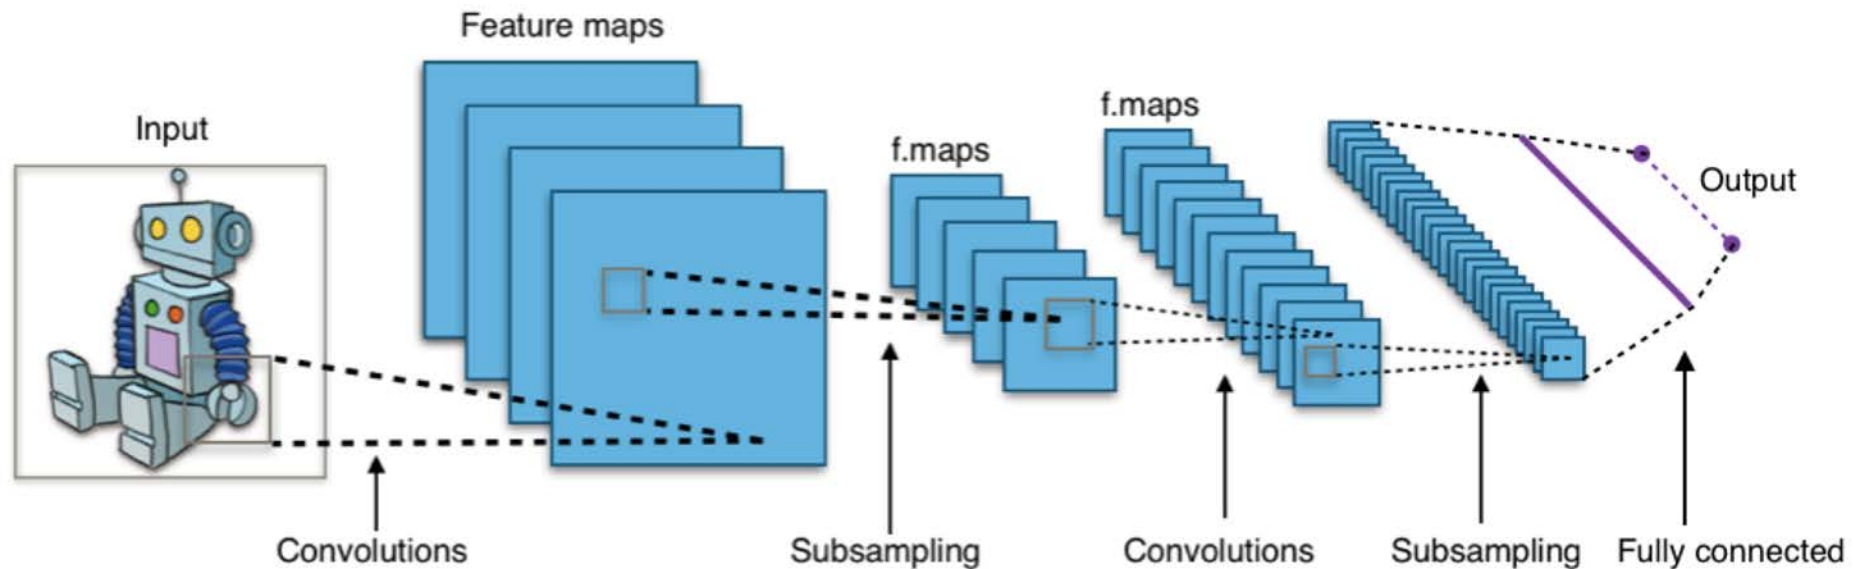 Feature maps
Input
f.maps
f.maps
Output
Convolutions
Subsampling
Convolutions
Subsampling
Fully connected